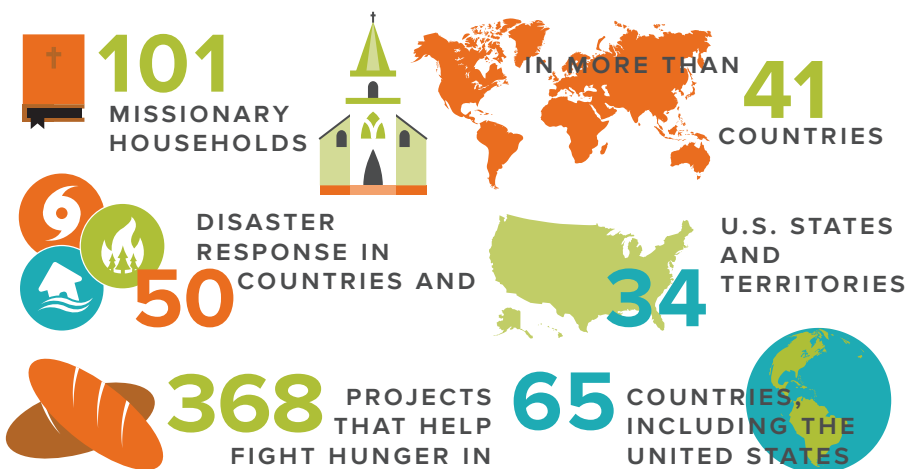 101
MISSIONARY
HOUSEHOLDS
IN MORE THAN
41
COUNTRIES
DISASTER
RESPONSE IN
50 COUNTRIES AND
34
U.S. STATES
AND
TERRITORIES
368
PROJECTS
THAT HELP
FIGHT HUNGER IN
65
COUNTRIES,
INCLUDING THE
UNITED STATES